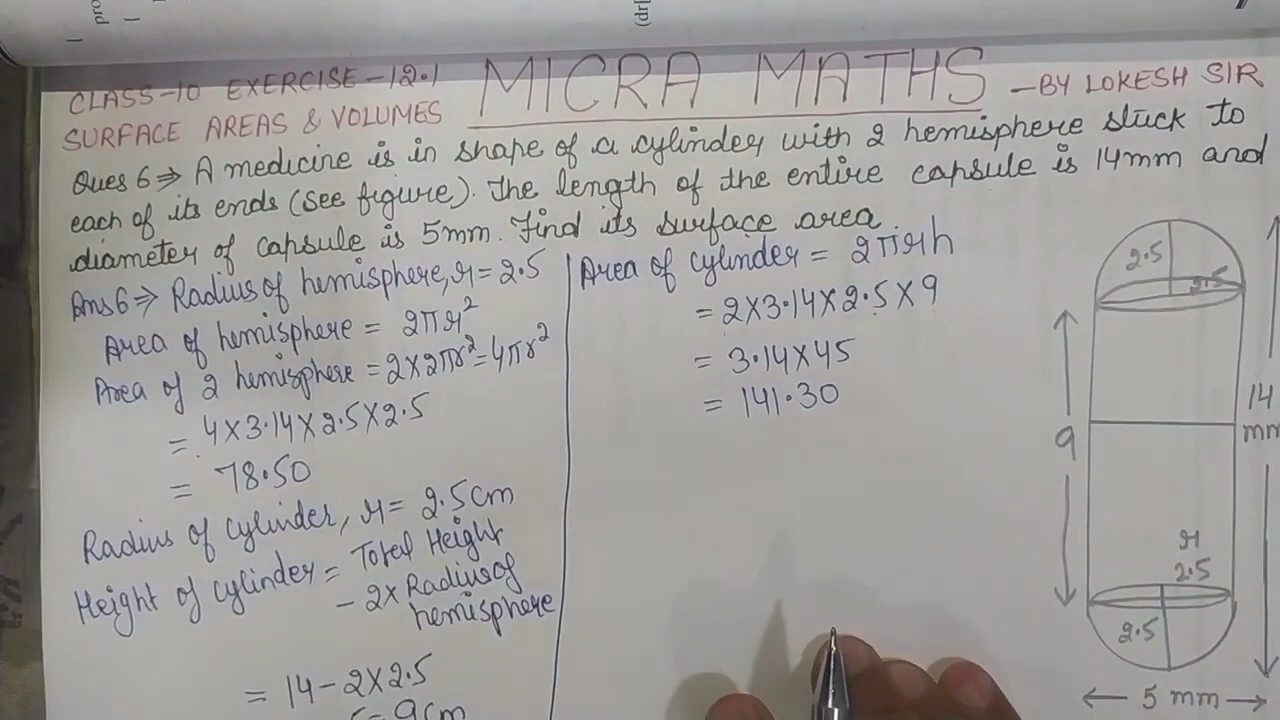 CLASS-10 EXERCISE-12.1
SURFACE AREAS & VOLUMES
MICRA MATHS
-BY LOKESH SIR
Ques 6⇒ A medicine is in shape of a cylinder with 2 hemisphere stuck to
each of its ends (see figure). The length of the entire capsule is 14mm and
diameter of capsule is 5mm. Find its surface area.
Ans 6⇒ Radius of hemisphere, r = 2.5
Area of hemisphere = 2πr²
Area of 2 hemisphere = 2×2πr² = 4πr²
= 4×3.14×2.5×2.5
= 78.50
Radius of cylinder, r = 2.5cm
Height of cylinder = Total Height
- 2×Radius of
hemisphere
= 14-2×2.5
= 9cm
Area of cylinder = 2πrh
= 2×3.14×2.5×9
= 3.14×45
= 141.30
2.5
2.5
9
14
mm
r
2.5
2.5
5 mm